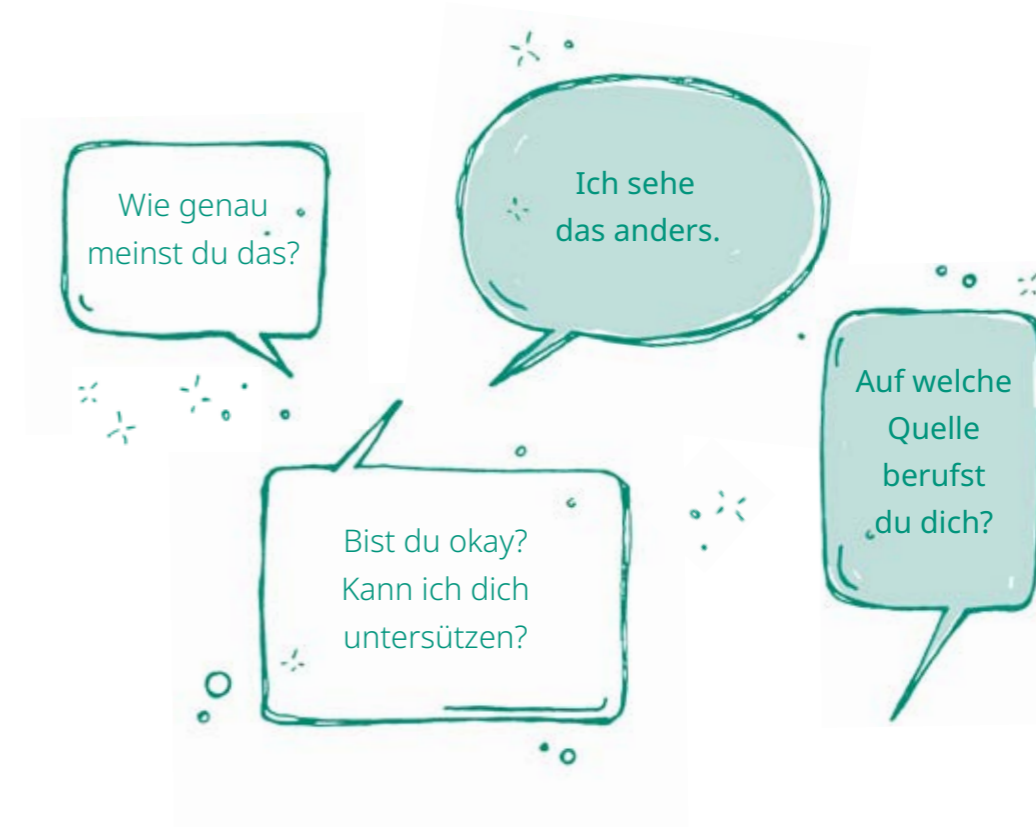 Wie genau
meinst du das?
Ich sehe
das anders.
Auf welche
Quelle
berufst
du dich?
Bist du okay?
Kann ich dich
untersützen?